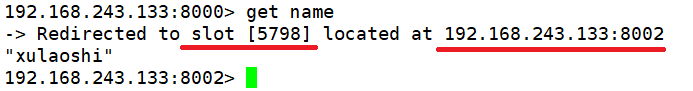 192.168.243.133:8000> get name
-> Redirected to slot [5798] located at 192.168.243.133:8002
"xulaoshi"
192.168.243.133:8002>